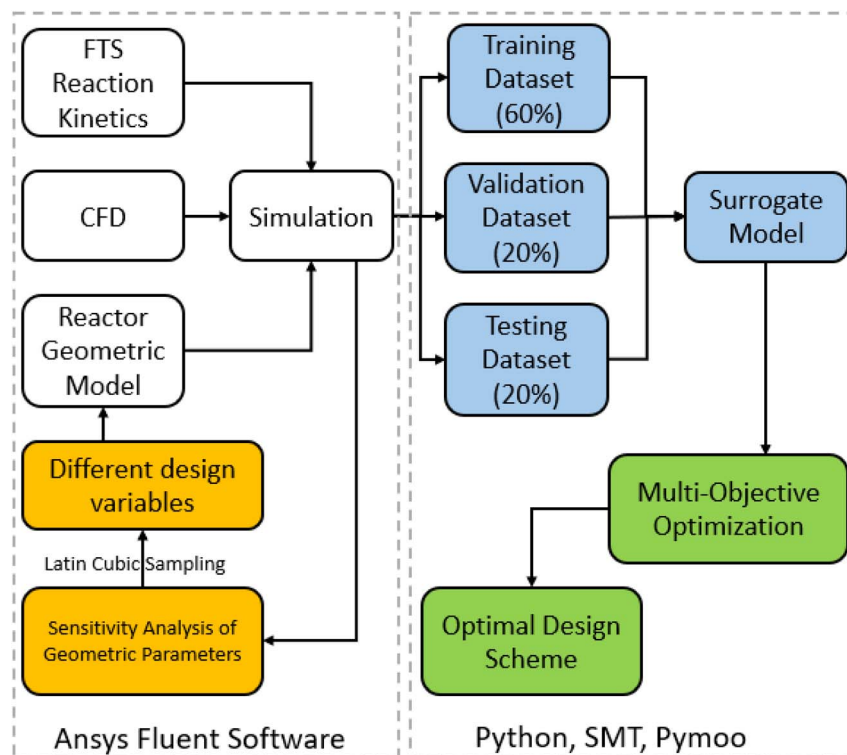 FTS
Reaction
Kinetics
CFD
Simulation
Reactor
Geometric
Model
Different design
variables
Latin Cubic Sampling
Sensitivity Analysis of
Geometric Parameters
Ansys Fluent Software
Training
Dataset
(60%)
Validation
Dataset
(20%)
Testing
Dataset
(20%)
Surrogate
Model
Multi-Objective
Optimization
Optimal Design
Scheme
Python, SMT, Pymoo